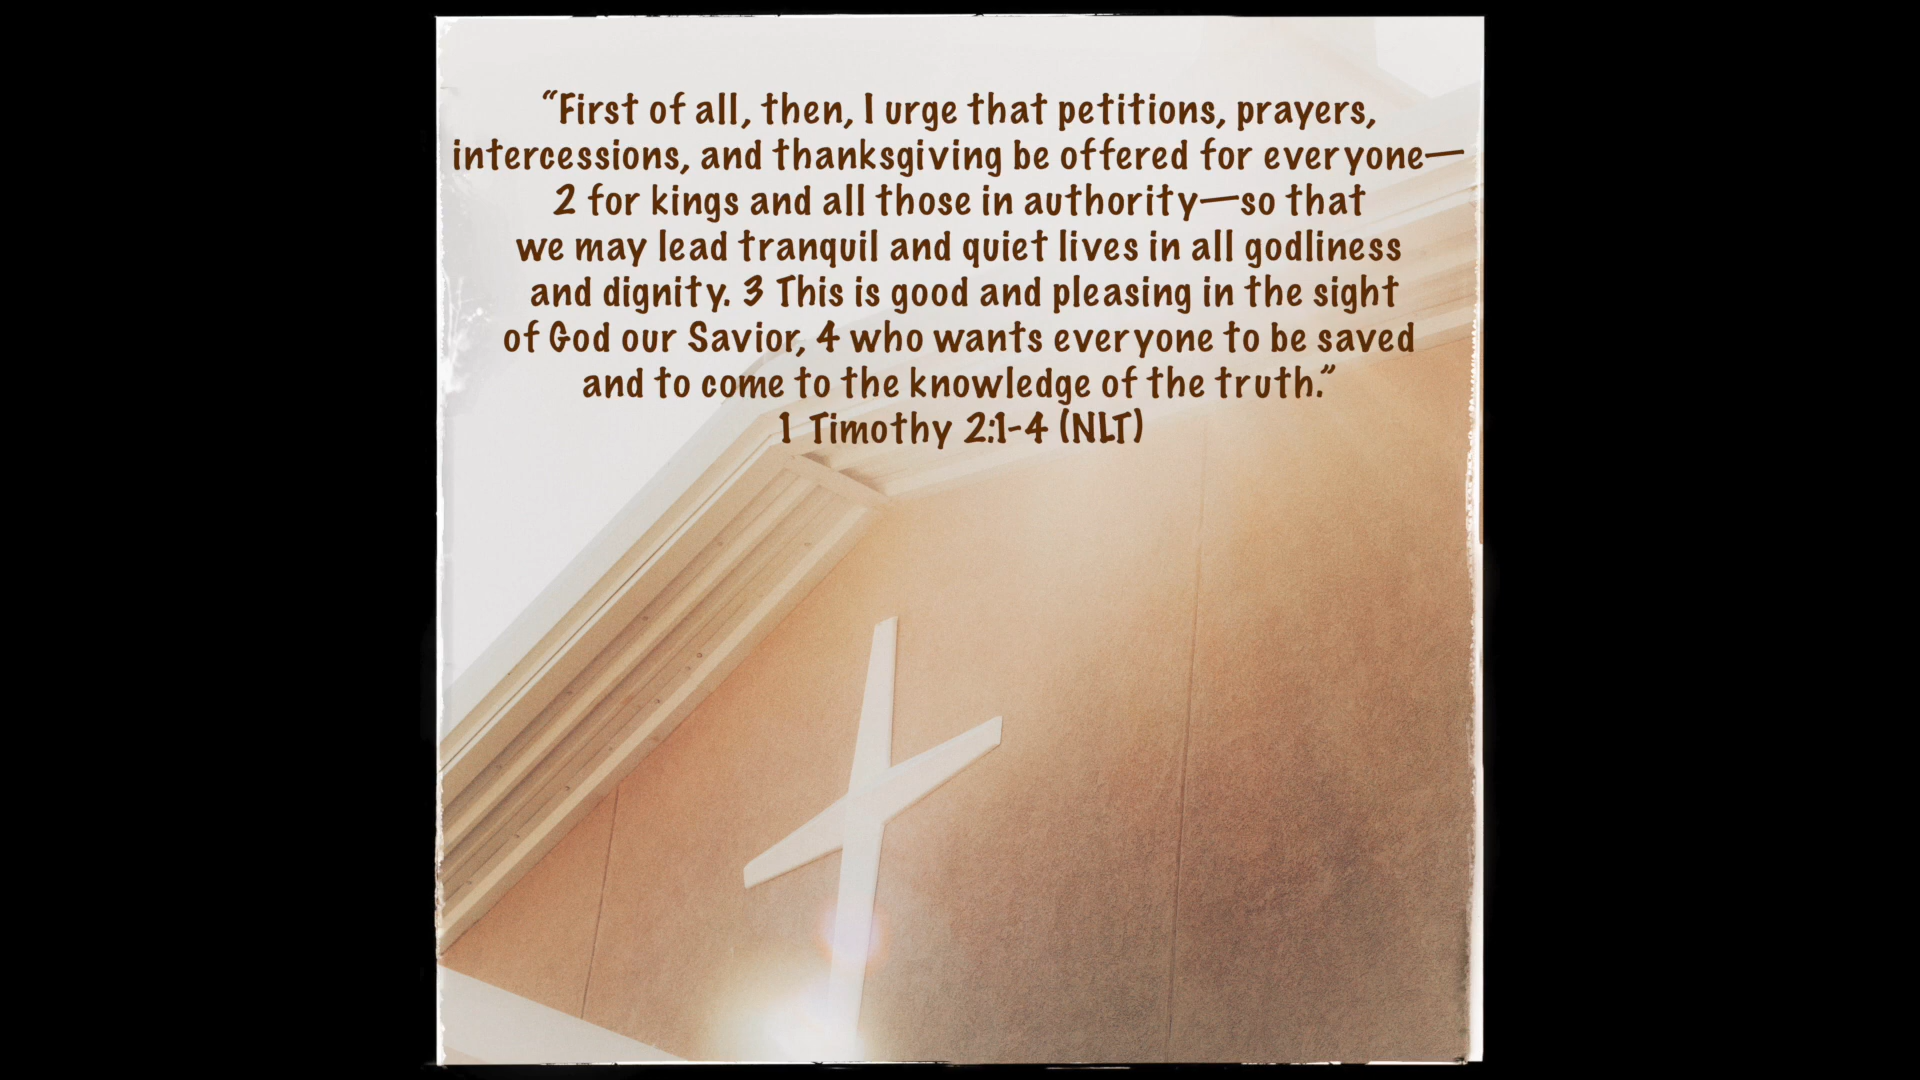 “First of all, then, I urge that petitions, prayers,
intercessions, and thanksgiving be offered for everyone—
2 for kings and all those in authority—so that
we may lead tranquil and quiet lives in all godliness
and dignity. 3 This is good and pleasing in the sight
of God our Savior, 4 who wants everyone to be saved
and to come to the knowledge of the truth.”
1 Timothy 2:1-4 (NLT)